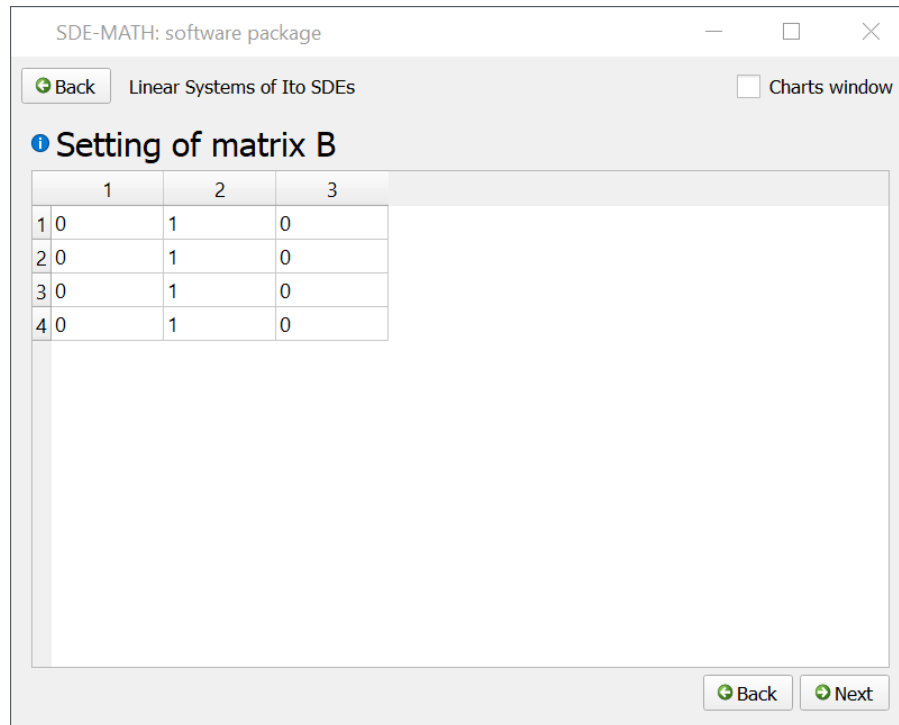 SDE-MATH: software package
Back Linear Systems of Ito SDEs Charts window
Setting of matrix B
1 2 3
1 0 1 0
2 0 1 0
3 0 1 0
4 0 1 0
Back Next